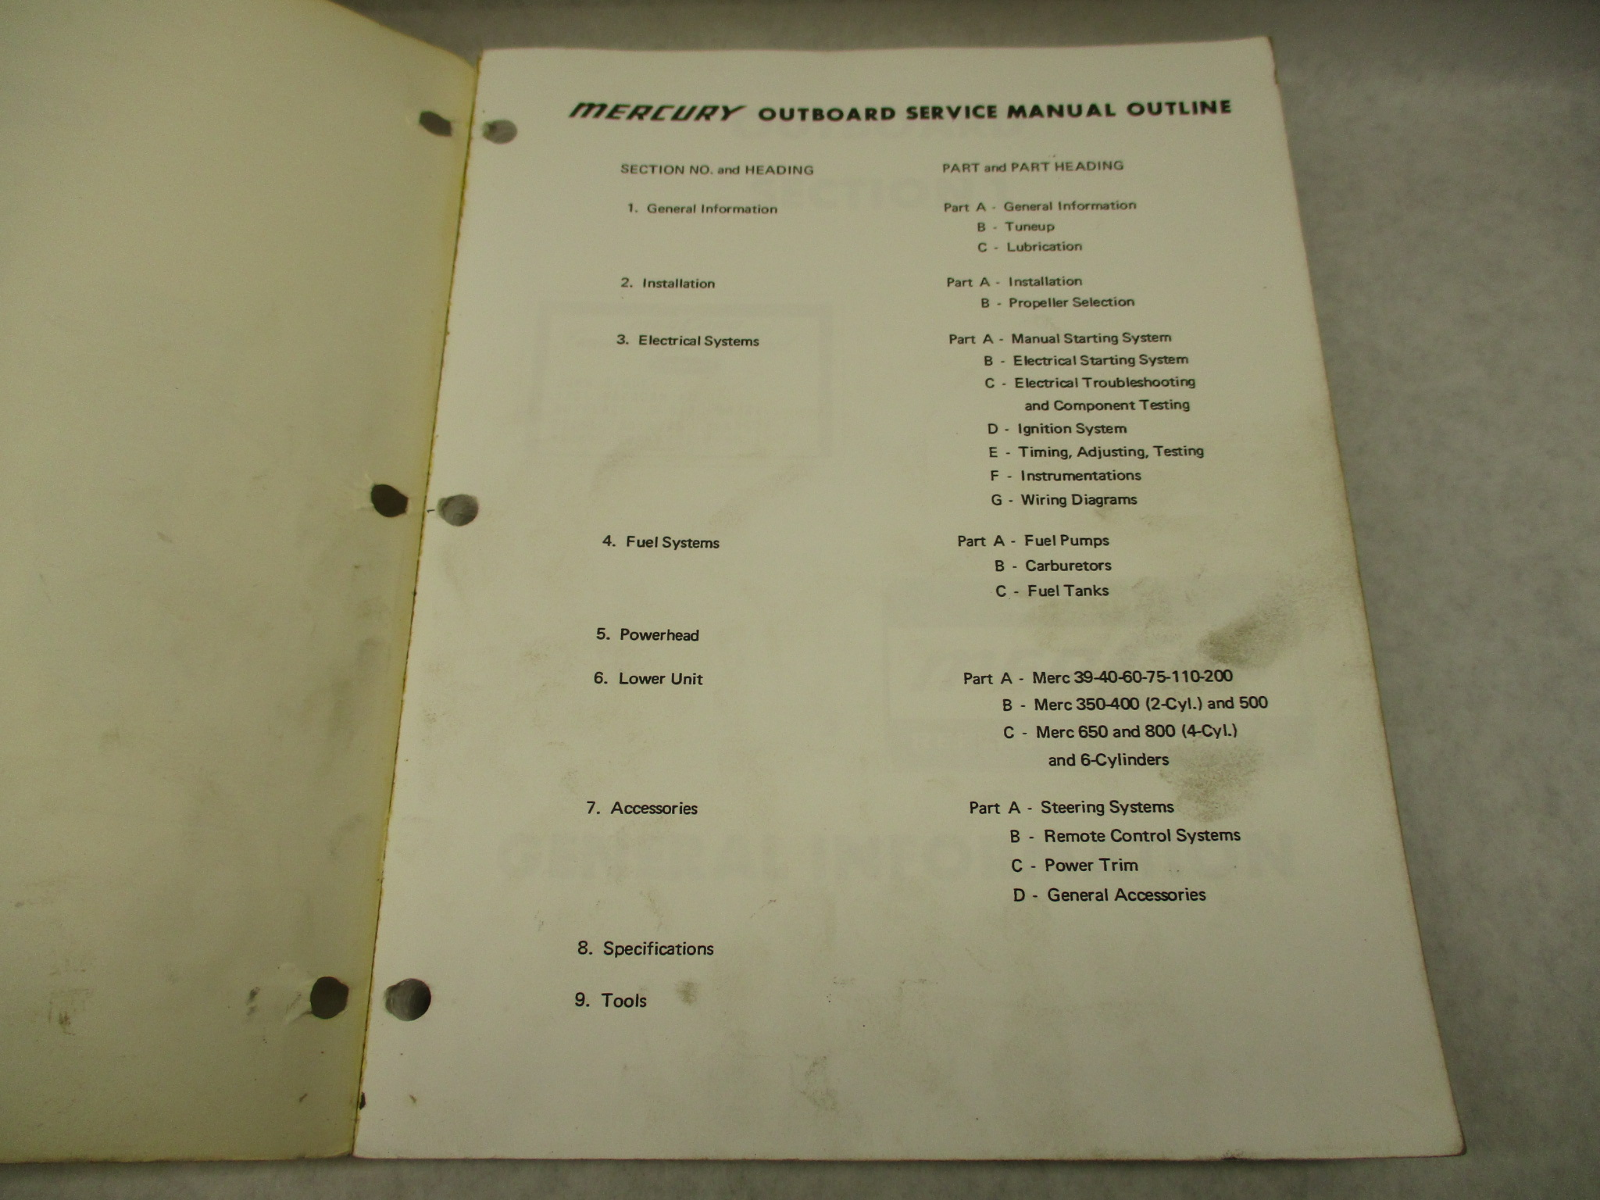 MERCURY OUTBOARD SERVICE MANUAL OUTLINE
SECTION NO. and HEADING PART and PART HEADING
1. General Information Part A - General Information
B - Tuneup
C - Lubrication
2. Installation Part A - Installation
B - Propeller Selection
3. Electrical Systems Part A - Manual Starting System
B - Electrical Starting System
C - Electrical Troubleshooting
and Component Testing
D - Ignition System
E - Timing, Adjusting, Testing
F - Instrumentations
G - Wiring Diagrams
4. Fuel Systems Part A - Fuel Pumps
B - Carburetors
C - Fuel Tanks
5. Powerhead
6. Lower Unit Part A - Merc 39-40-60-75-110-200
B - Merc 350-400 (2-Cyl.) and 500
C - Merc 650 and 800 (4-Cyl.)
and 6-Cylinders
7. Accessories Part A - Steering Systems
B - Remote Control Systems
C - Power Trim
D - General Accessories
8. Specifications
9. Tools